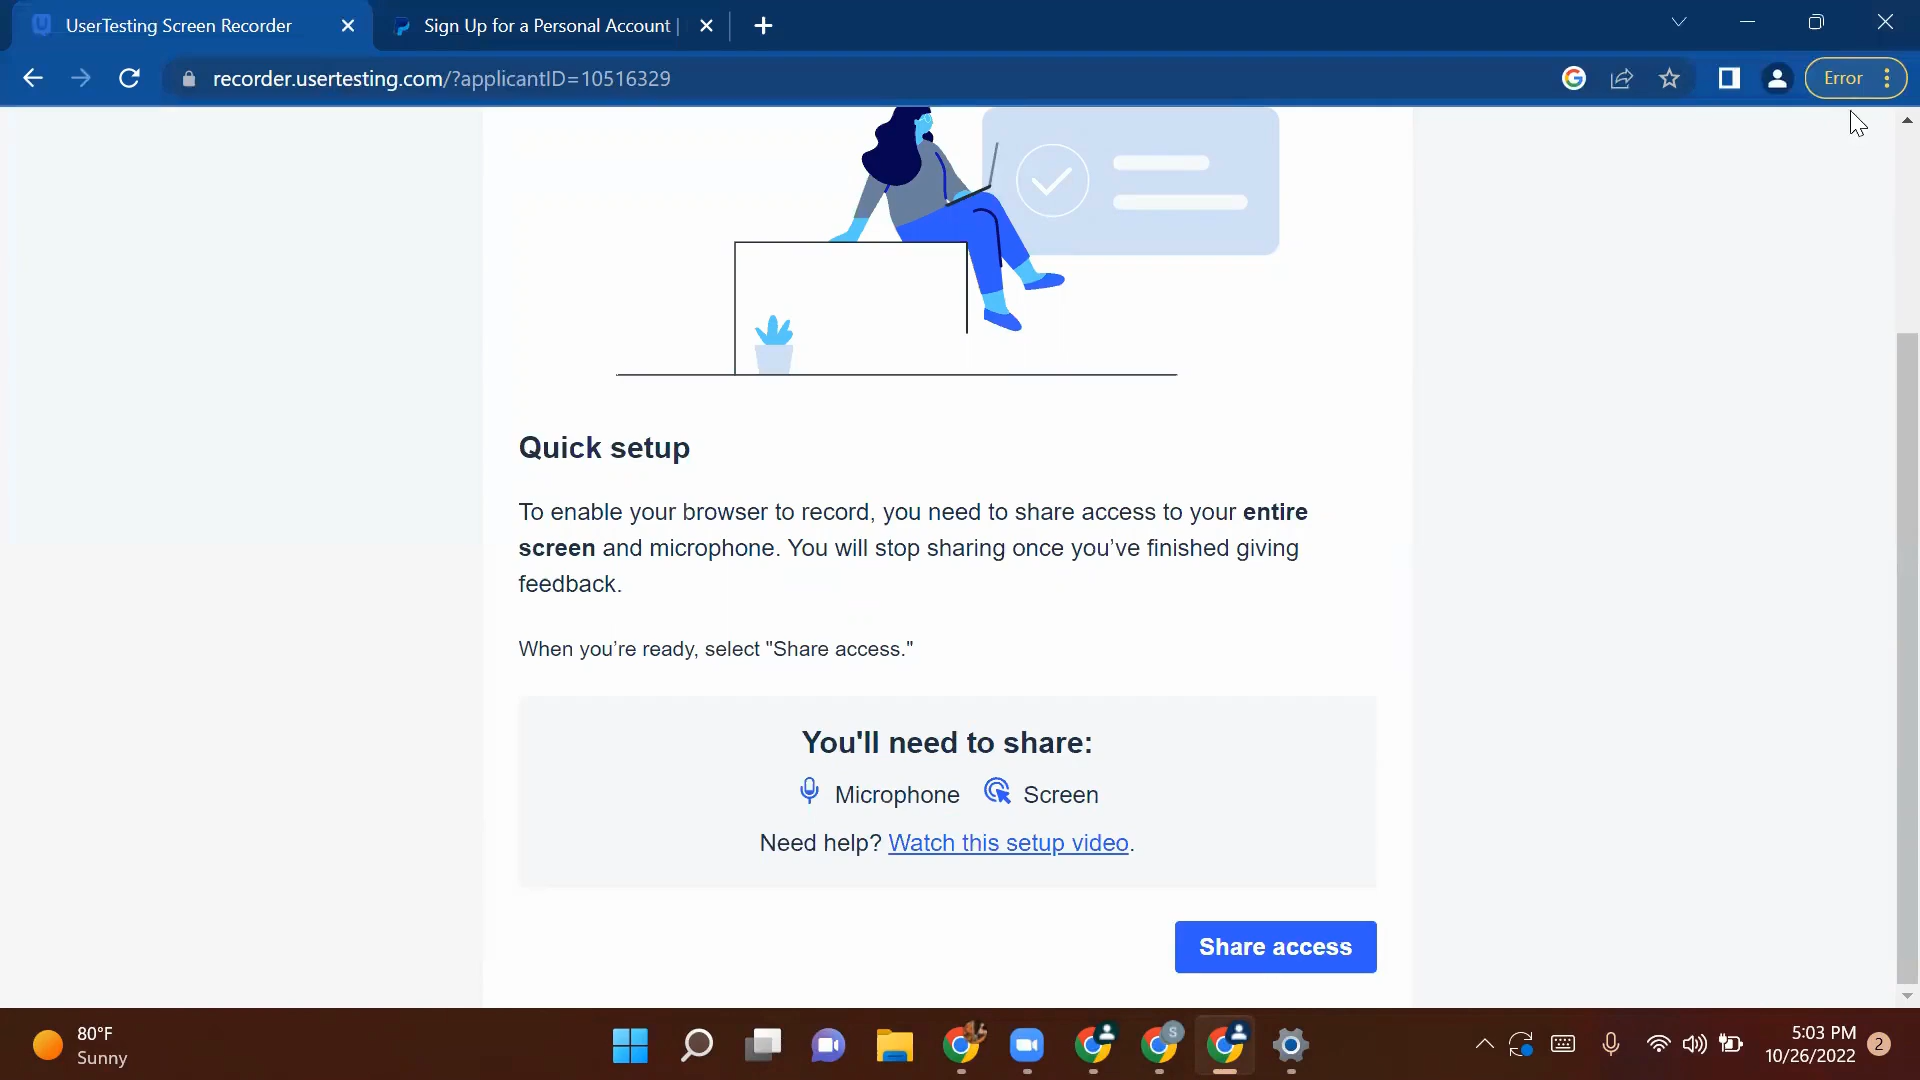 UserTesting Screen Recorder
Sign Up for a Personal Account |
recorder.usertesting.com/?applicantID=10516329
Error
Quick setup
To enable your browser to record, you need to share access to your entire
screen and microphone. You will stop sharing once you've finished giving
feedback.
When you're ready, select "Share access."
You'll need to share:
Microphone Screen
Need help? Watch this setup video.
Share access
80°F
Sunny
S
5:03 PM
10/26/2022
2